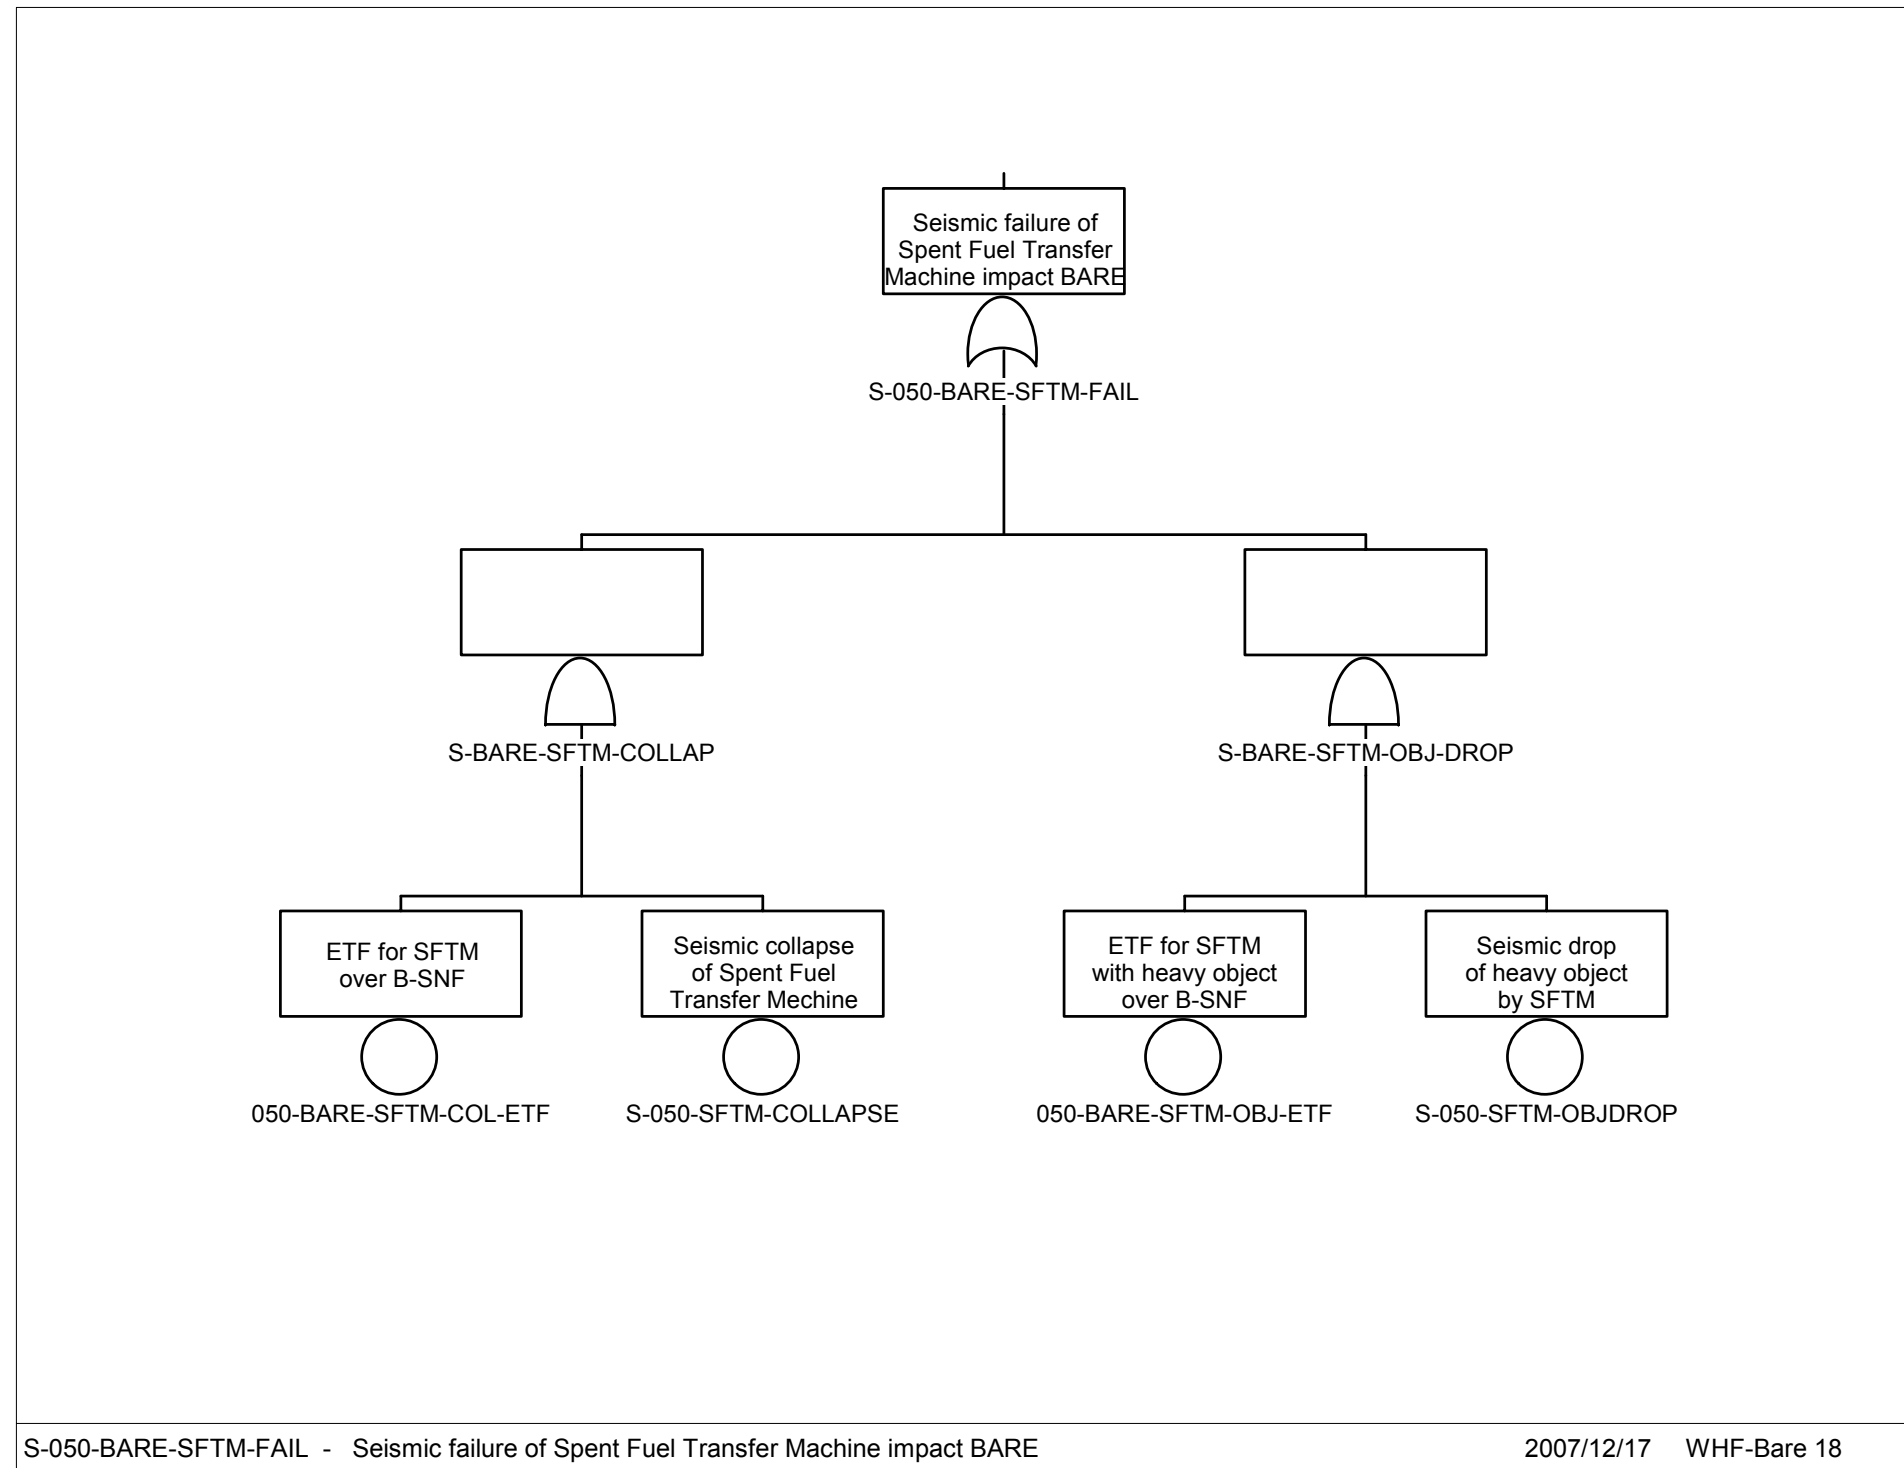 Seismic failure of
Spent Fuel Transfer
Machine impact BARE
S-050-BARE-SFTM-FAIL
S-BARE-SFTM-COLLAP
S-BARE-SFTM-OBJ-DROP
ETF for SFTM
over B-SNF
050-BARE-SFTM-COL-ETF
Seismic collapse
of Spent Fuel
Transfer Mechine
S-050-SFTM-COLLAPSE
ETF for SFTM
with heavy object
over B-SNF
050-BARE-SFTM-OBJ-ETF
Seismic drop
of heavy object
by SFTM
S-050-SFTM-OBJDROP
S-050-BARE-SFTM-FAIL - Seismic failure of Spent Fuel Transfer Machine impact BARE 2007/12/17 WHF-Bare 18